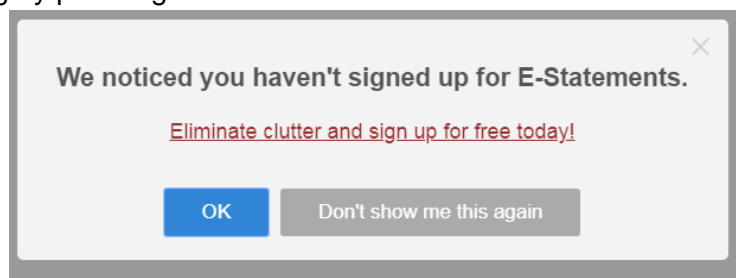 We noticed you haven't signed up for E-Statements.
Eliminate clutter and sign up for free today!
OK
Don't show me this again